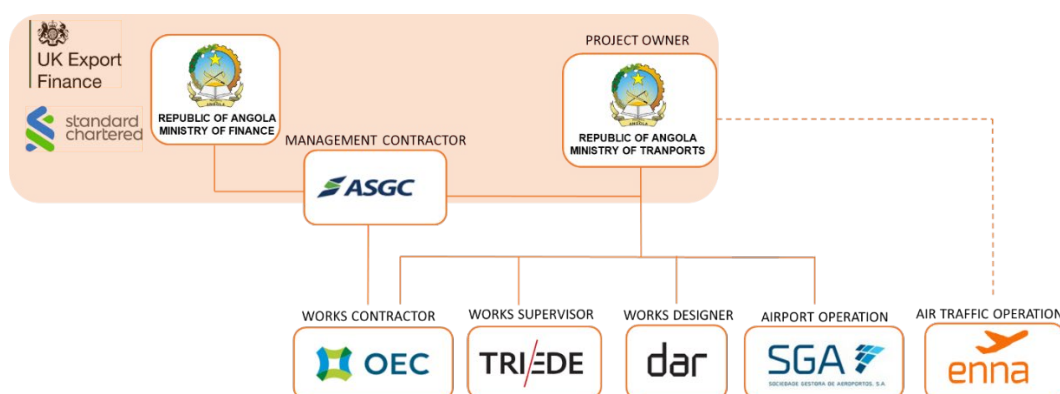 UK Export
Finance
standard
chartered
REPUBLIC OF ANGOLA
MINISTRY OF FINANCE
PROJECT OWNER
REPUBLIC OF ANGOLA
MINISTRY OF TRANPORTS
MANAGEMENT CONTRACTOR
ASGC
WORKS CONTRACTOR
OEC
WORKS SUPERVISOR
TRIEDE
WORKS DESIGNER
dar
AIRPORT OPERATION
SGA
SOCIEDADE GESTORA DE AEROPORTOS, S.A
AIR TRAFFIC OPERATION
enna